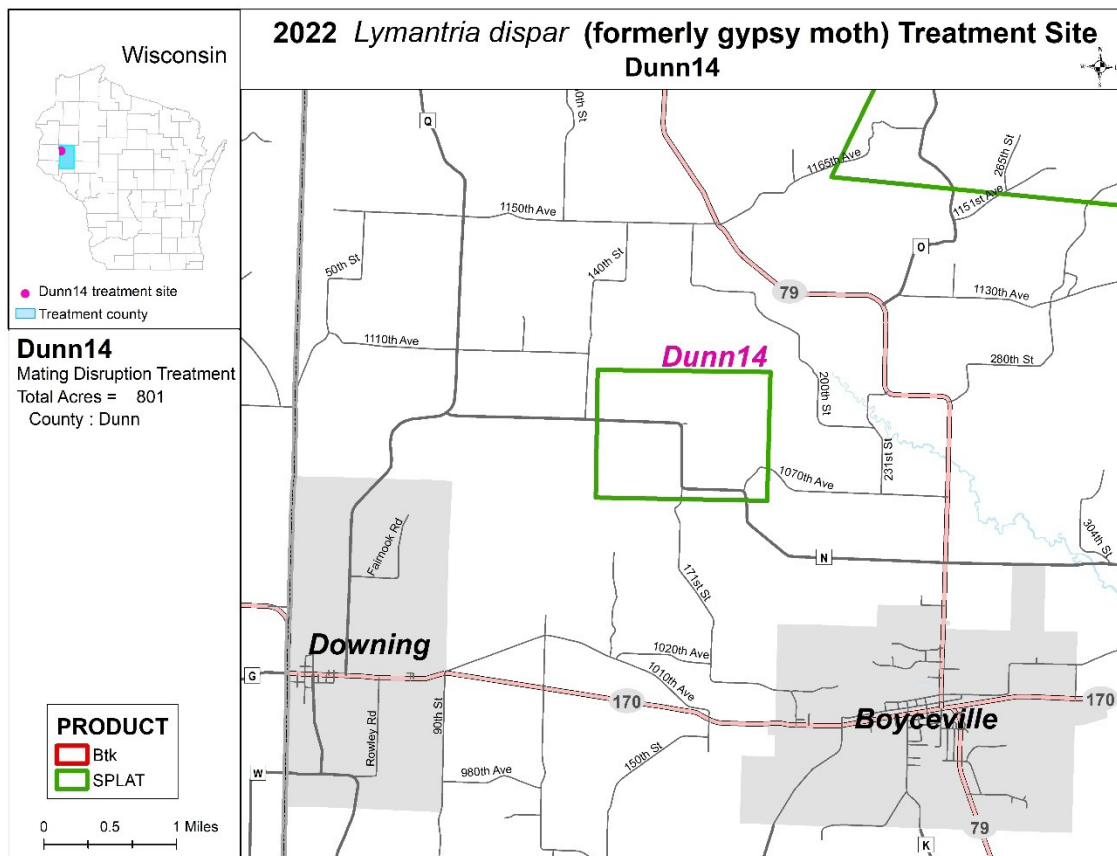 2022 Lymantria dispar (formerly gypsy moth) Treatment Site
Dunn14
N
W
E
S
Wisconsin
Dunn14 treatment site
Treatment county
Dunn14
Mating Disruption Treatment
Total Acres = 801
County : Dunn
PRODUCT
Btk
SPLAT
0 0.5 1 Miles
Q
1165th Ave
265th St
1151st Ave
1150th Ave
O
50th St
140th St
79
1130th Ave
1110th Ave
Dunn14
280th St
200th St
231st St
1070th Ave
Fairnook Rd
N
304th St
171st St
Downing
1020th Ave
1010th Ave
G
170
170
Boyceville
90th St
Rowley Rd
150th St
W
980th Ave
79
K